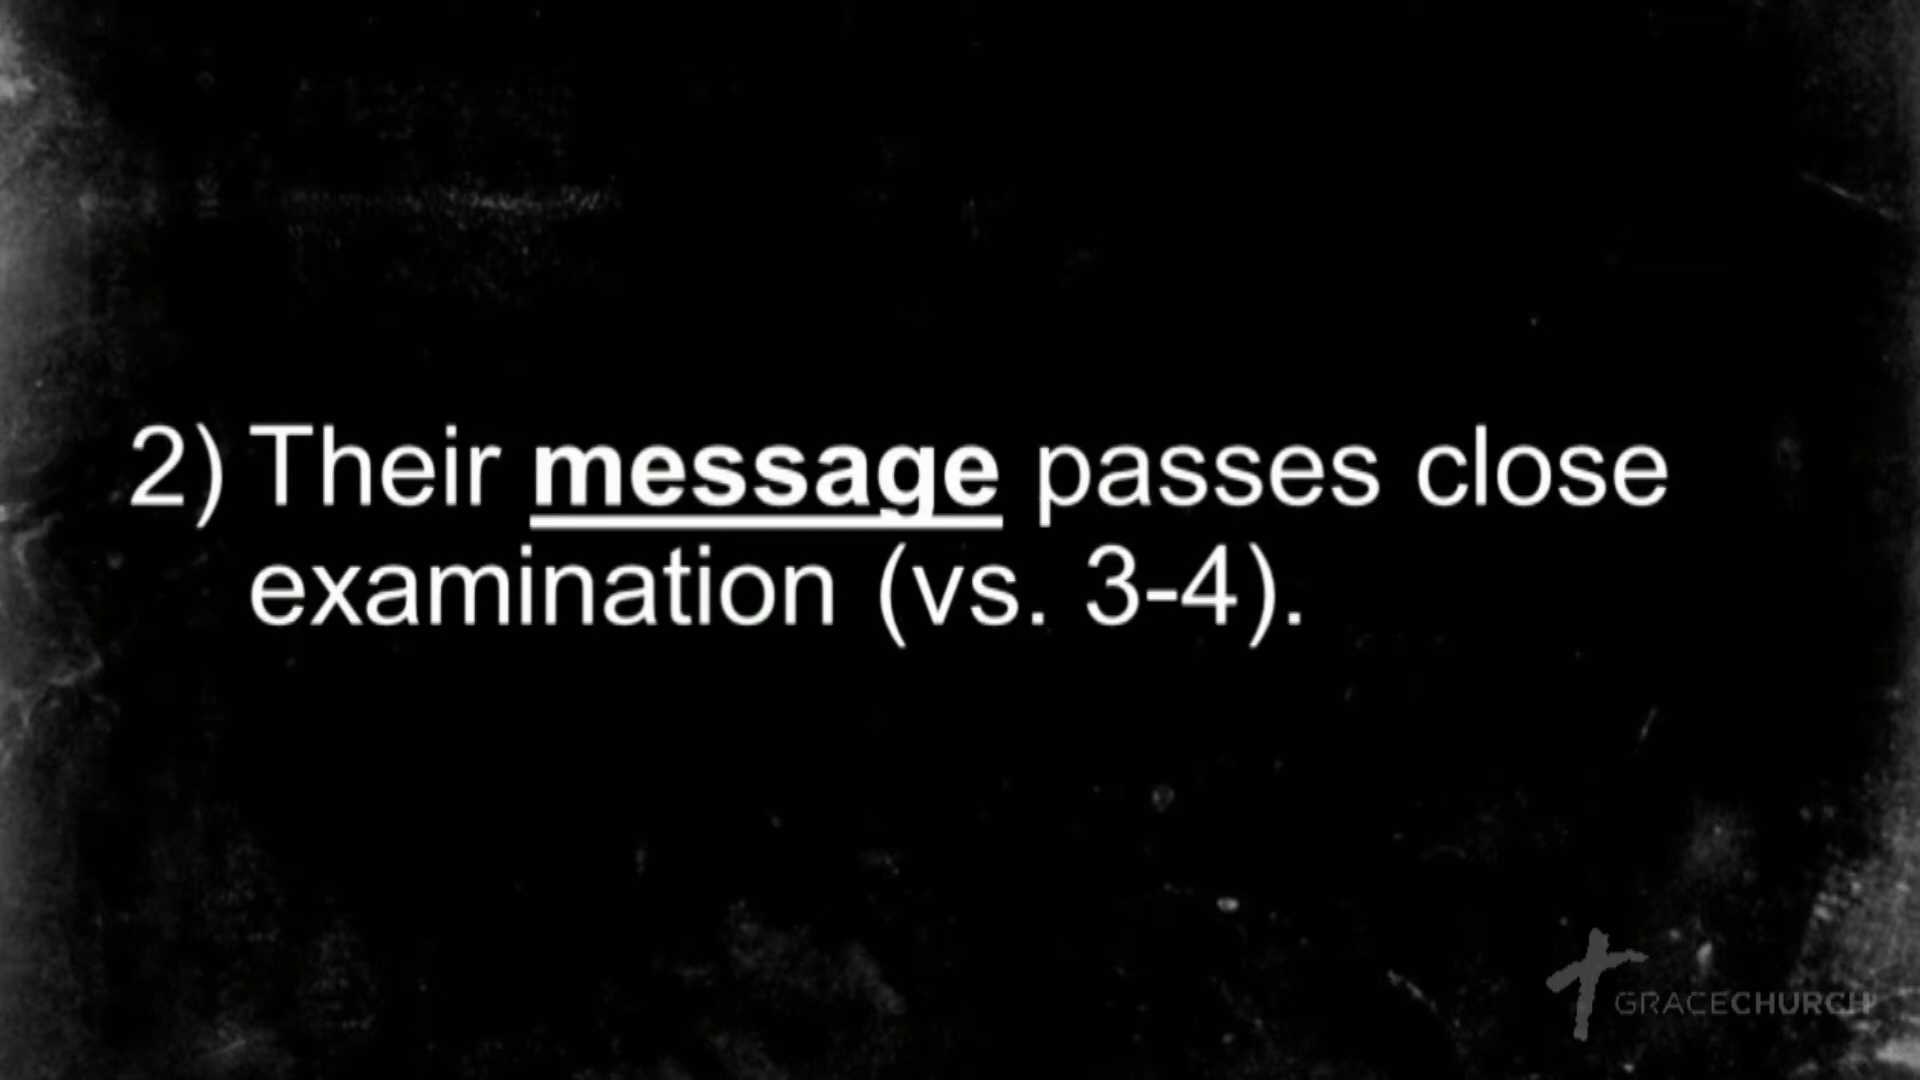 2) Their message passes close
examination (vs. 3-4).
GRACECHURCH